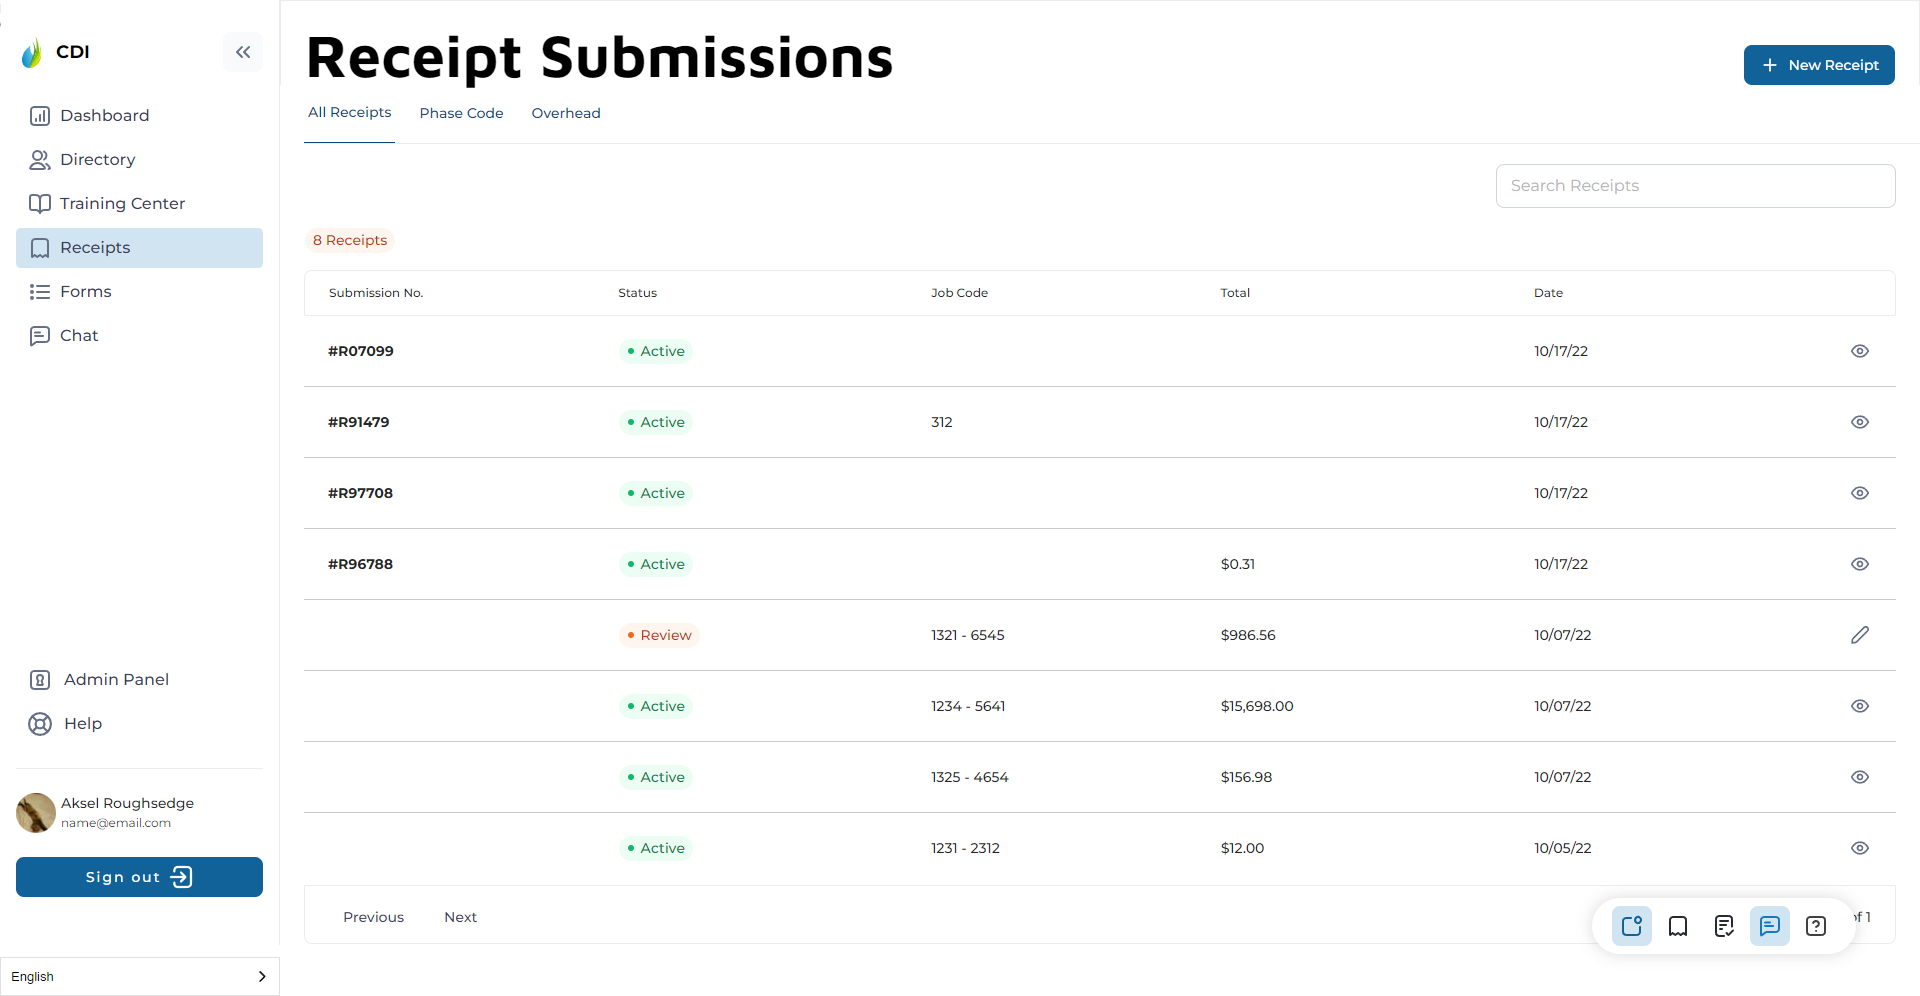 CDI
Dashboard
Directory
Training Center
Receipts
Forms
Chat
Admin Panel
Help
Aksel Roughsedge
name@email.com
Sign out
English
Receipt Submissions
New Receipt
All Receipts Phase Code Overhead
Search Receipts
8 Receipts
Submission No. Status Job Code Total Date
#R07099 Active 10/17/22
#R91479 Active 312 10/17/22
#R97708 Active 10/17/22
#R96788 Active $0.31 10/17/22
Review 1321 - 6545 $986.56 10/07/22
Active 1234 - 5641 $15,698.00 10/07/22
Active 1325 - 4654 $156.98 10/07/22
Active 1231 - 2312 $12.00 10/05/22
Previous Next of 1